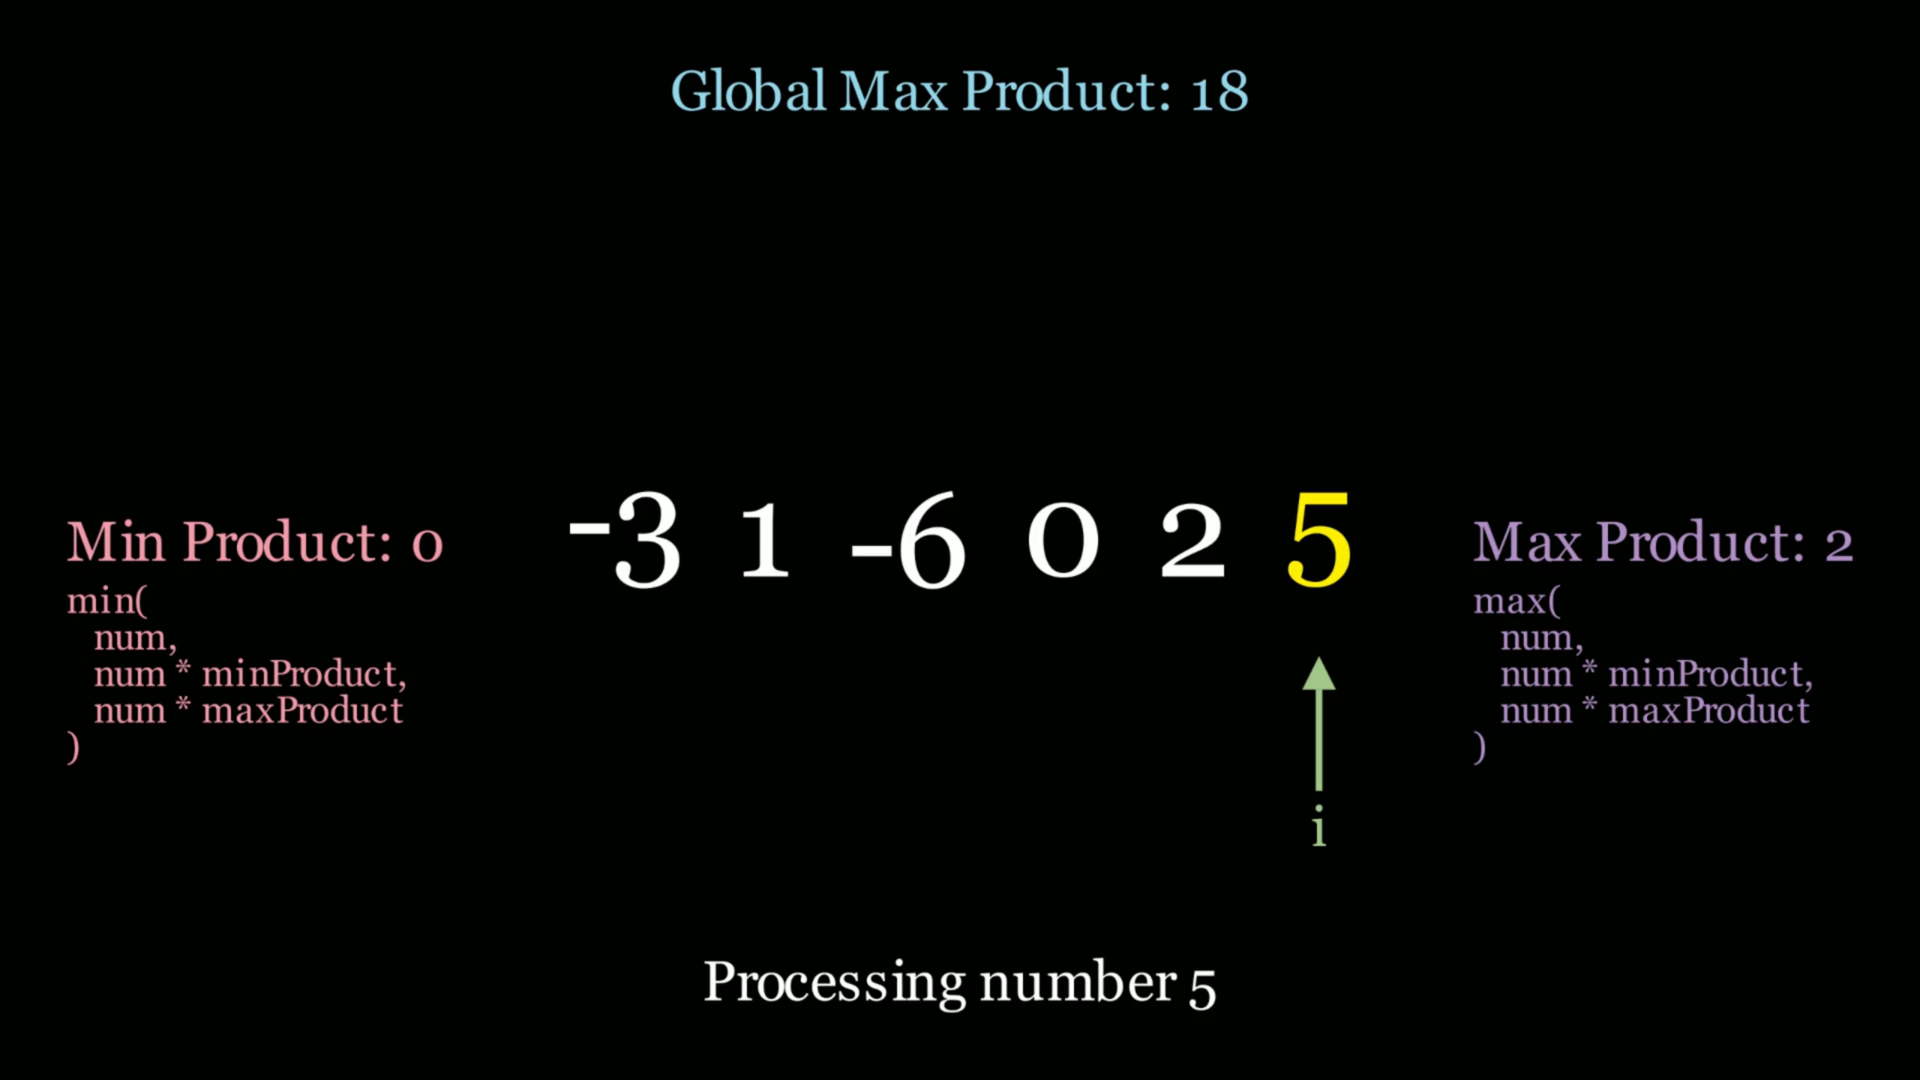 Global Max Product: 18
-3 1 -6 0 2 5
Min Product: 0
min(
num,
num * minProduct,
num * maxProduct
)
Max Product: 2
max(
num,
num * minProduct,
num * maxProduct
)
i
Processing number 5